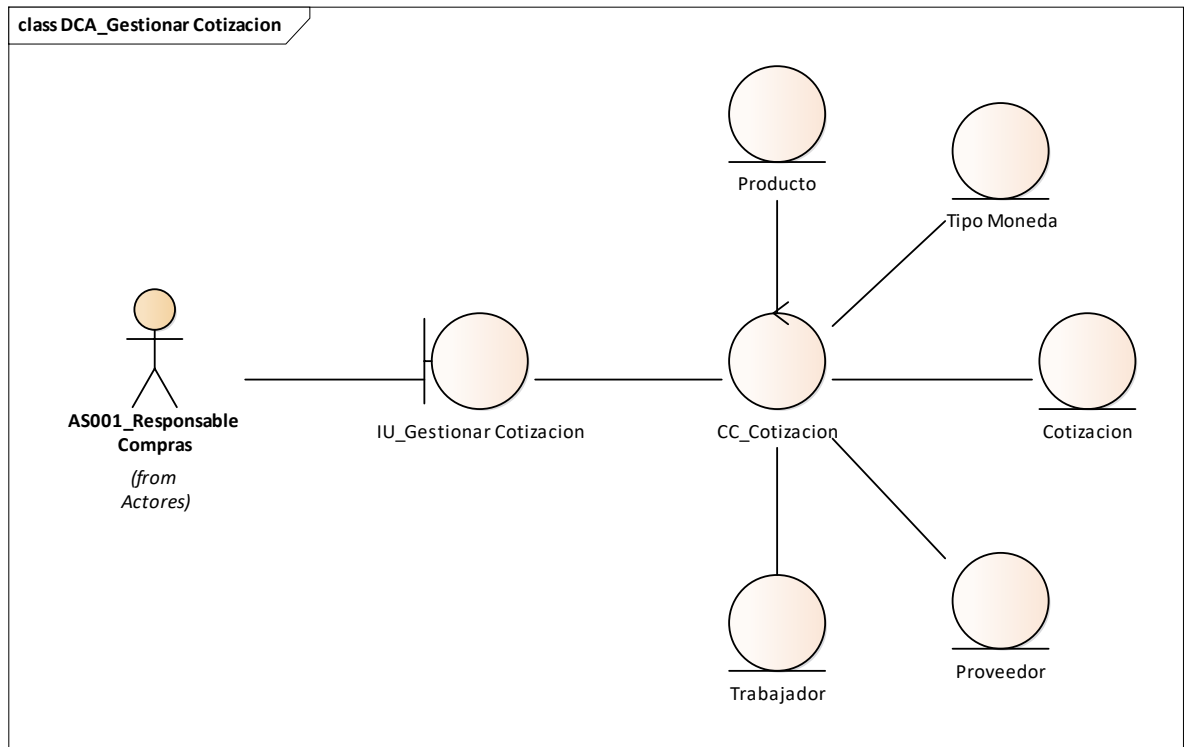 class DCA_Gestionar Cotizacion
Producto
Tipo Moneda
AS001_Responsable
Compras
(from
Actores)
IU_Gestionar Cotizacion
CC_Cotizacion
Cotizacion
Trabajador
Proveedor